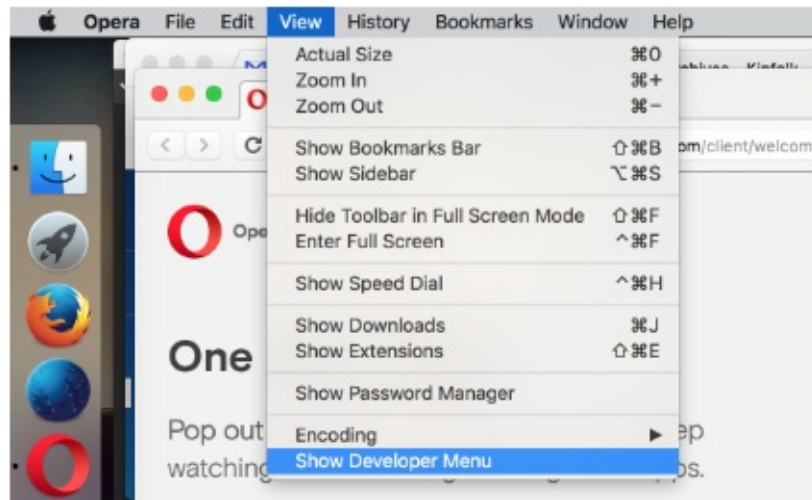 Opera File Edit View History Bookmarks Window Help
Actual Size ⌘0
Zoom In ⌘+
Zoom Out ⌘−
Show Bookmarks Bar ⇧⌘B
om/client/welcom
Show Sidebar ⌥⌘S
Hide Toolbar in Full Screen Mode ⇧⌘F
Ope
Enter Full Screen ^⌘F
Show Speed Dial ^⌘H
Show Downloads ⌘J
Show Extensions ⇧⌘E
One
Show Password Manager
Pop out
Encoding ▶
ep
Show Developer Menu
watching
ps.